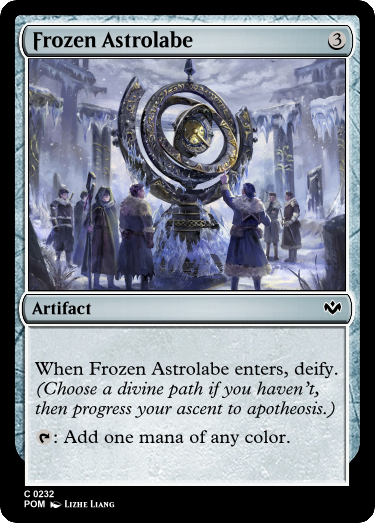 Frozen Astrolabe 3
Artifact
When Frozen Astrolabe enters, deify.
(Choose a divine path if you haven't,
then progress your ascent to apotheosis.)
: Add one mana of any color.
C 0232
POM Lizhe Liang